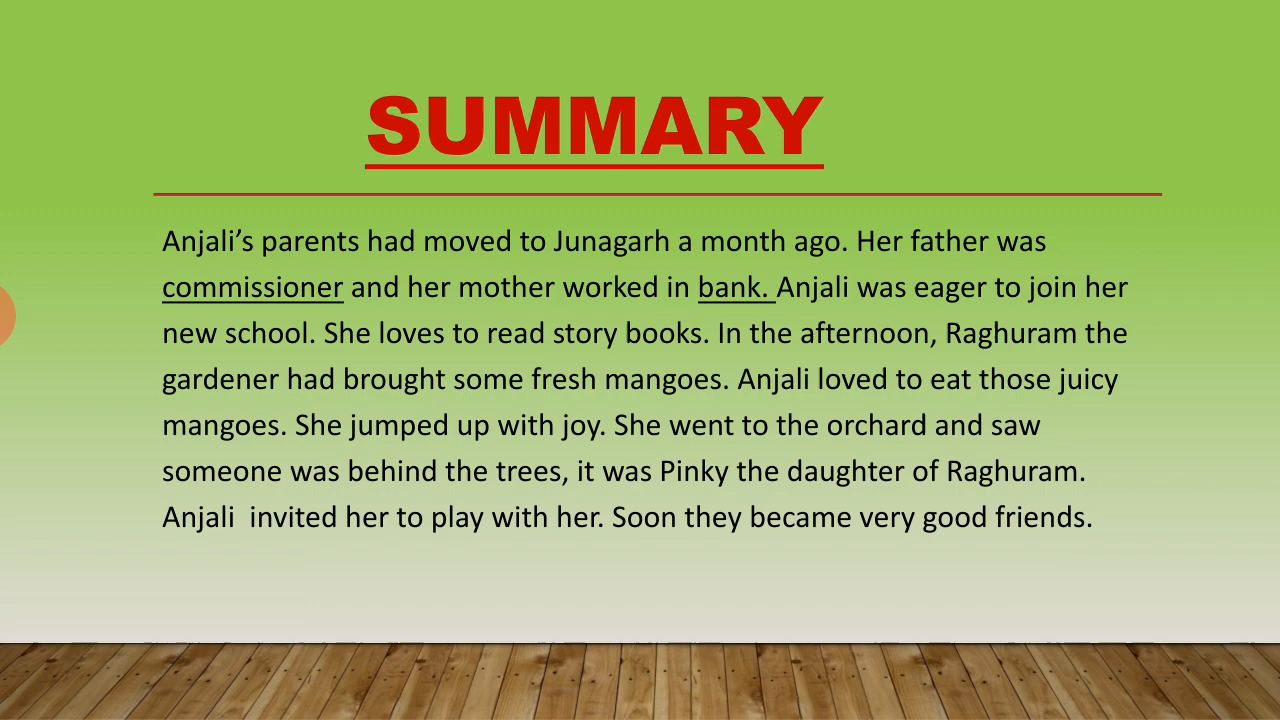 SUMMARY
Anjali’s parents had moved to Junagarh a month ago. Her father was
commissioner and her mother worked in bank. Anjali was eager to join her
new school. She loves to read story books. In the afternoon, Raghuram the
gardener had brought some fresh mangoes. Anjali loved to eat those juicy
mangoes. She jumped up with joy. She went to the orchard and saw
someone was behind the trees, it was Pinky the daughter of Raghuram.
Anjali  invited her to play with her. Soon they became very good friends.